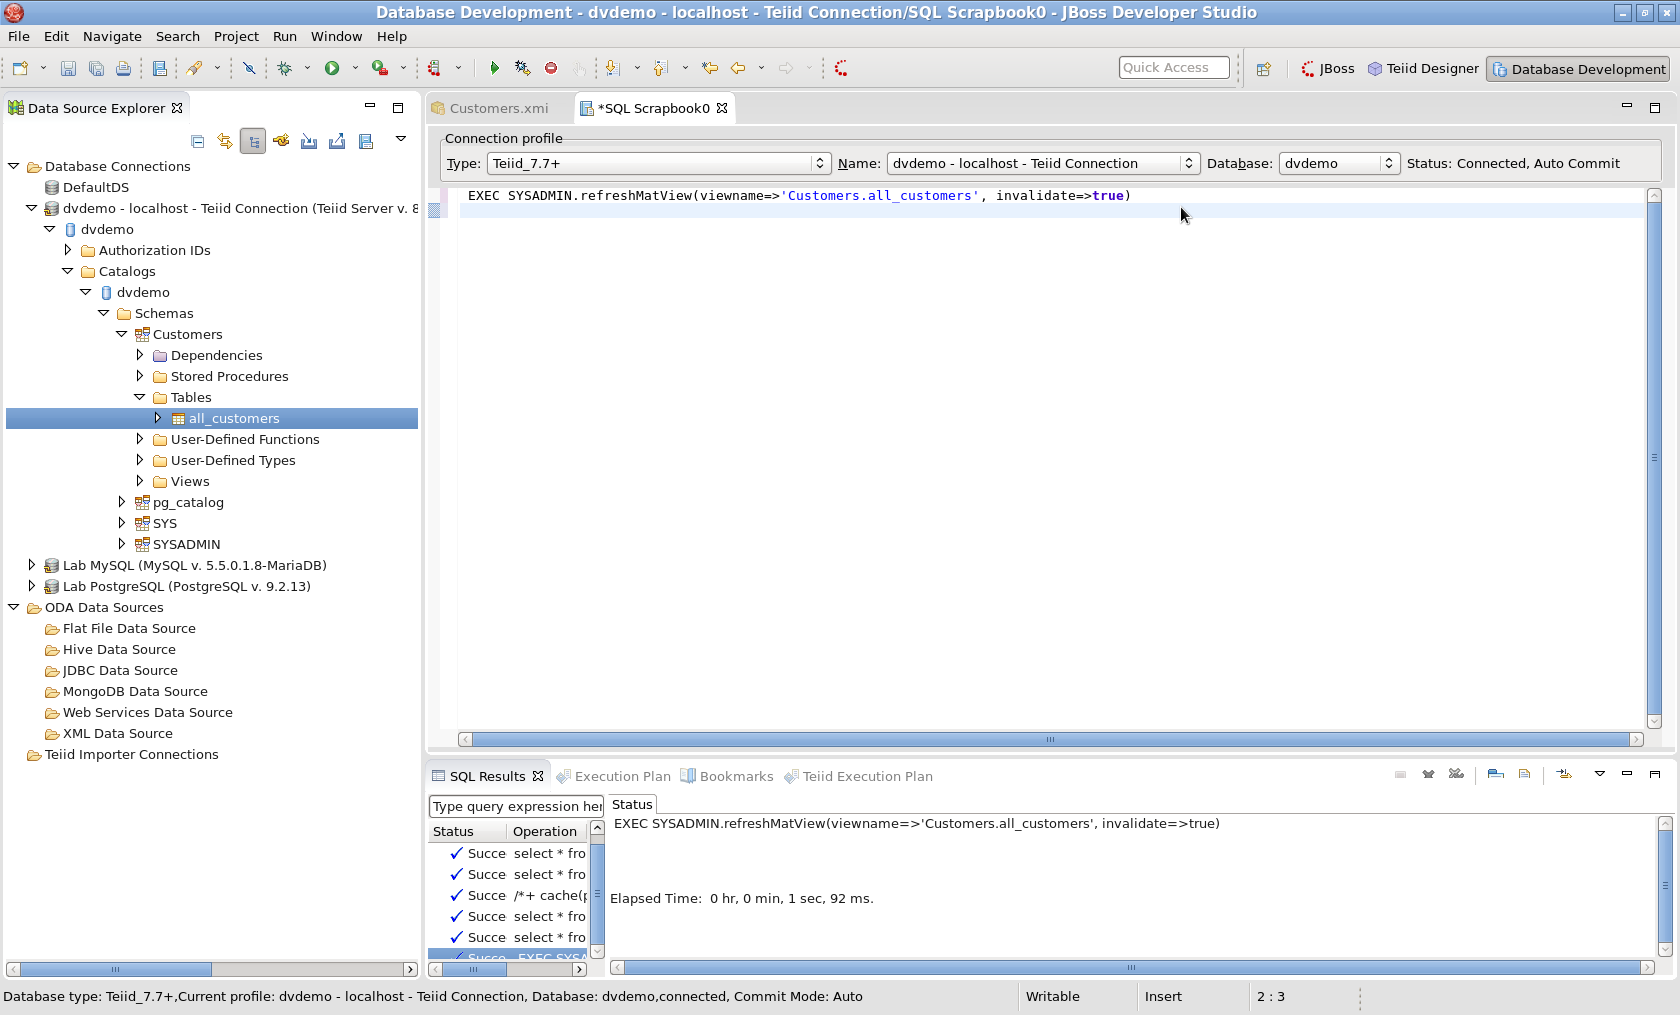 Database Development - dvdemo - localhost - Teiid Connection/SQL Scrapbook0 - JBoss Developer Studio
File Edit Navigate Search Project Run Window Help
Quick Access JBoss Teiid Designer Database Development
Data Source Explorer
Database Connections
DefaultDS
dvdemo - localhost - Teiid Connection (Teiid Server v. 8
dvdemo
Authorization IDs
Catalogs
dvdemo
Schemas
Customers
Dependencies
Stored Procedures
Tables
all_customers
User-Defined Functions
User-Defined Types
Views
pg_catalog
SYS
SYSADMIN
Lab MySQL (MySQL v. 5.5.0.1.8-MariaDB)
Lab PostgreSQL (PostgreSQL v. 9.2.13)
ODA Data Sources
Flat File Data Source
Hive Data Source
JDBC Data Source
MongoDB Data Source
Web Services Data Source
XML Data Source
Teiid Importer Connections
Customers.xmi *SQL Scrapbook0
Connection profile
Type: Teiid_7.7+ Name: dvdemo - localhost - Teiid Connection Database: dvdemo Status: Connected, Auto Commit
EXEC SYSADMIN.refreshMatView(viewname=>'Customers.all_customers', invalidate=>true)
SQL Results Execution Plan Bookmarks Teiid Execution Plan
Type query expression her
Status Operation
Succe select * fro
Succe select * fro
Succe /*+ cache(p
Succe select * fro
Succe select * fro
Succe EXEC SYSA
Status
EXEC SYSADMIN.refreshMatView(viewname=>'Customers.all_customers', invalidate=>true)
Elapsed Time: 0 hr, 0 min, 1 sec, 92 ms.
Database type: Teiid_7.7+,Current profile: dvdemo - localhost - Teiid Connection, Database: dvdemo,connected, Commit Mode: Auto Writable Insert 2 : 3